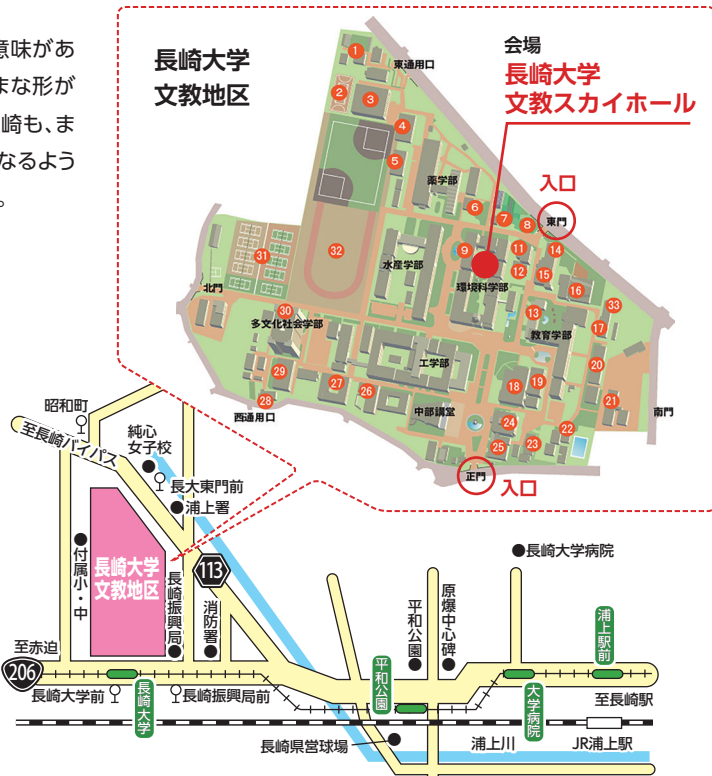 意味があ
まな形が
崎も、ま
なるよう
。
長崎大学
文教地区
会場
長崎大学
文教スカイホール
東通用口
入口
東門
薬学部
水産学部
環境科学部
北門
多文化社会学部
教育学部
工学部
中部講堂
西通用口
南門
正門
入口
1
2
3
4
5
6
7
8
9
11
12
13
14
15
16
17
18
19
20
21
22
23
24
25
26
27
28
29
30
31
32
33
昭和町
至長崎バイパス
純心
女子校
長大東門前
浦上署
付属小・中
長崎大学
文教地区
113
長崎振興局
消防署
至赤迫
206
長崎大学前
長崎大学
長崎振興局前
平和公園
平和公園
原爆中心碑
長崎大学病院
浦上駅前
大学病院
至長崎駅
長崎県営球場
浦上川
JR浦上駅